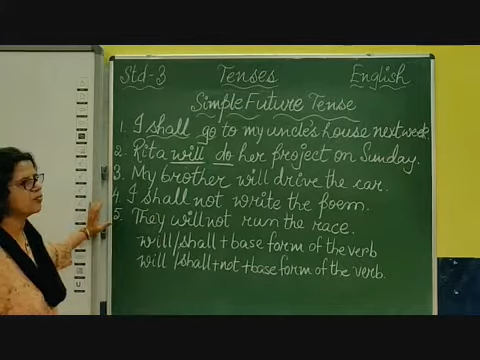 Std-3 Tenses English
Simple Future Tense
1. I shall go to my uncle's house next week.
2. Rita will do her project on Sunday.
3. My brother will drive the car.
4. I shall not write the poem.
5. They will not run the race.
will/shall + base form of the verb
will /shall+not+base form of the verb.